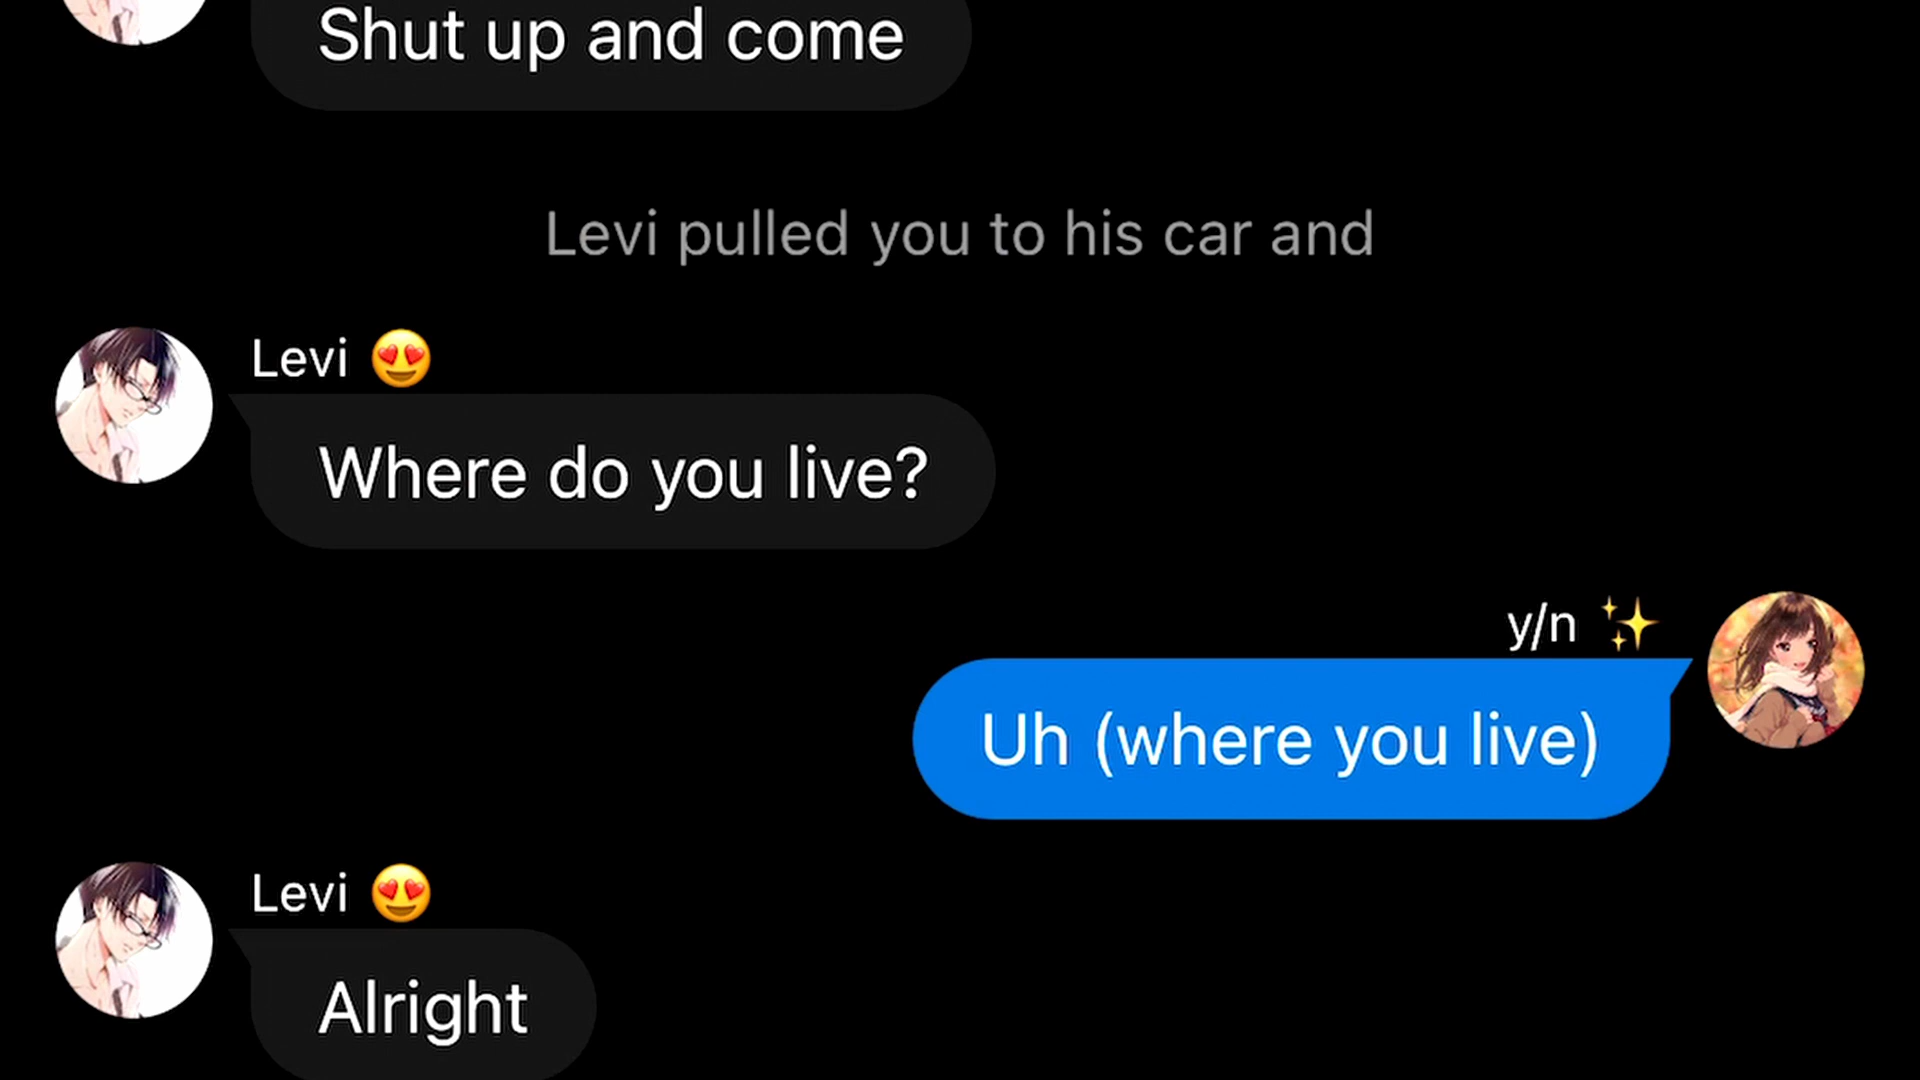 Shut up and come
Levi pulled you to his car and
Levi 😍
Where do you live?
y/n ✨
Uh (where you live)
Levi 😍
Alright